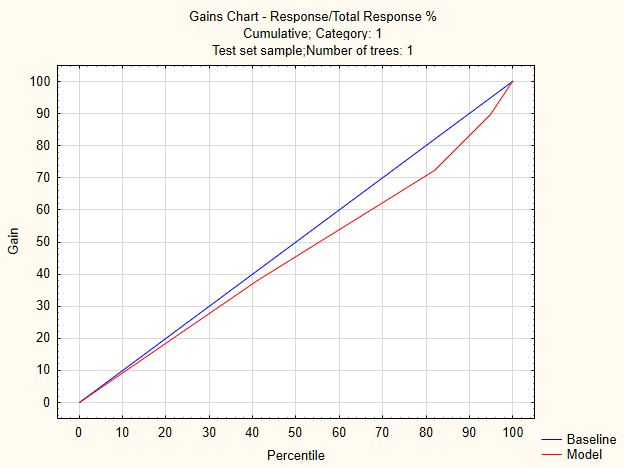 Gains Chart - Response/Total Response %
Cumulative; Category: 1
Test set sample;Number of trees: 1
100
90
80
70
60
50
40
30
20
10
0
Gain
0 10 20 30 40 50 60 70 80 90 100
Percentile
Baseline
Model